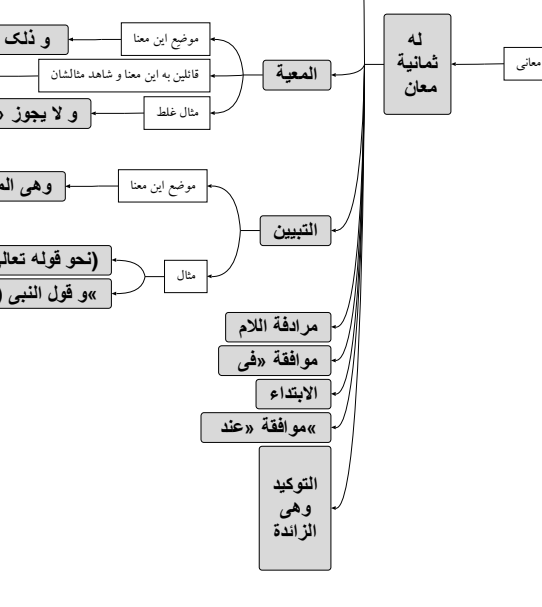 معانی
له
ثمانية
معان
المعية
موضع این معنا
و ذلک
قائلین به این معنا و شاهد مثالشان
مثال غلط
و لا يجوز «
التبيين
موضع این معنا
وهى
مثال
(نحو قوله
»و قول النبى (
مرادفة اللام
موافقة «فى
الابتداء
»موافقة «عند
التوكيد
وهى
الزائدة